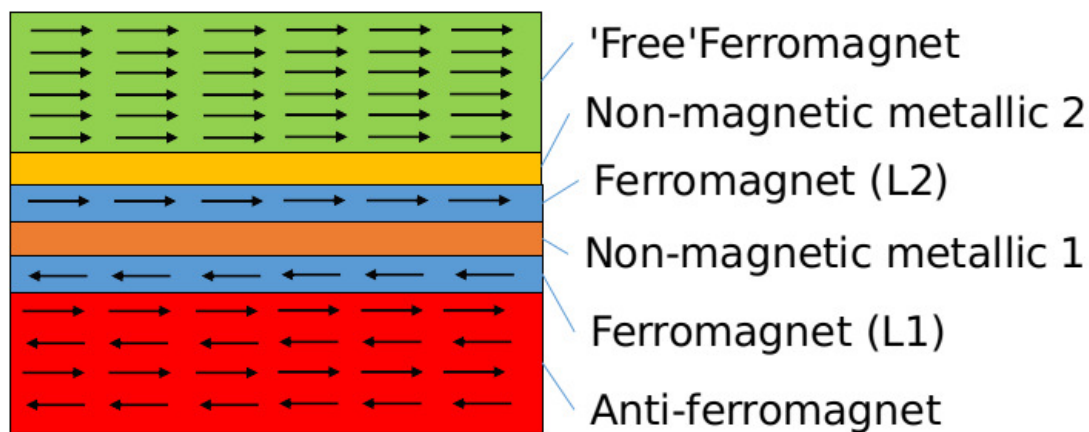 'Free'Ferromagnet
Non-magnetic metallic 2
Ferromagnet (L2)
Non-magnetic metallic 1
Ferromagnet (L1)
Anti-ferromagnet